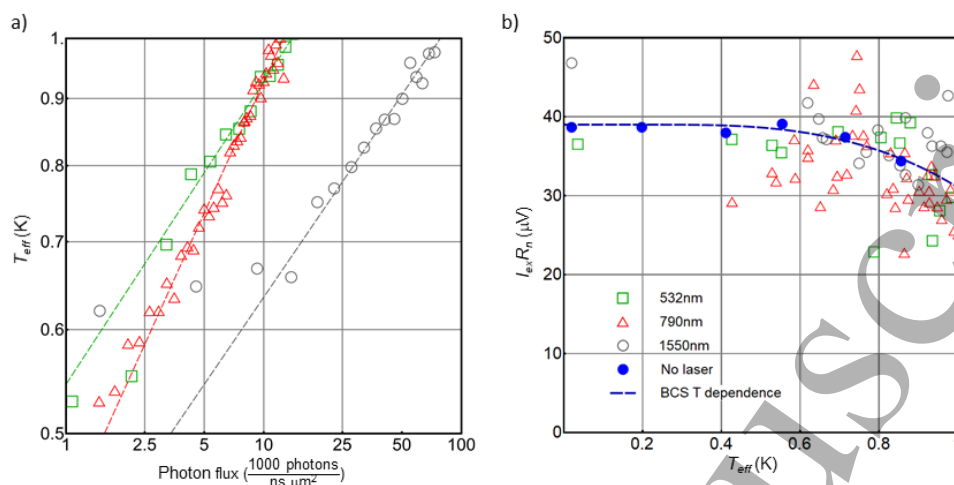 a)
1.
0.9
0.8
0.7
0.6
0.5
T_eff (K)
1 2.5 5 10 25 50 100
Photon flux (1000 photons / ns μm²)
b)
50
40
30
20
10
0
I_ex R_n (μV)
532nm
790nm
1550nm
No laser
BCS T dependence
0.2 0.4 0.6 0.8
T_eff (K)